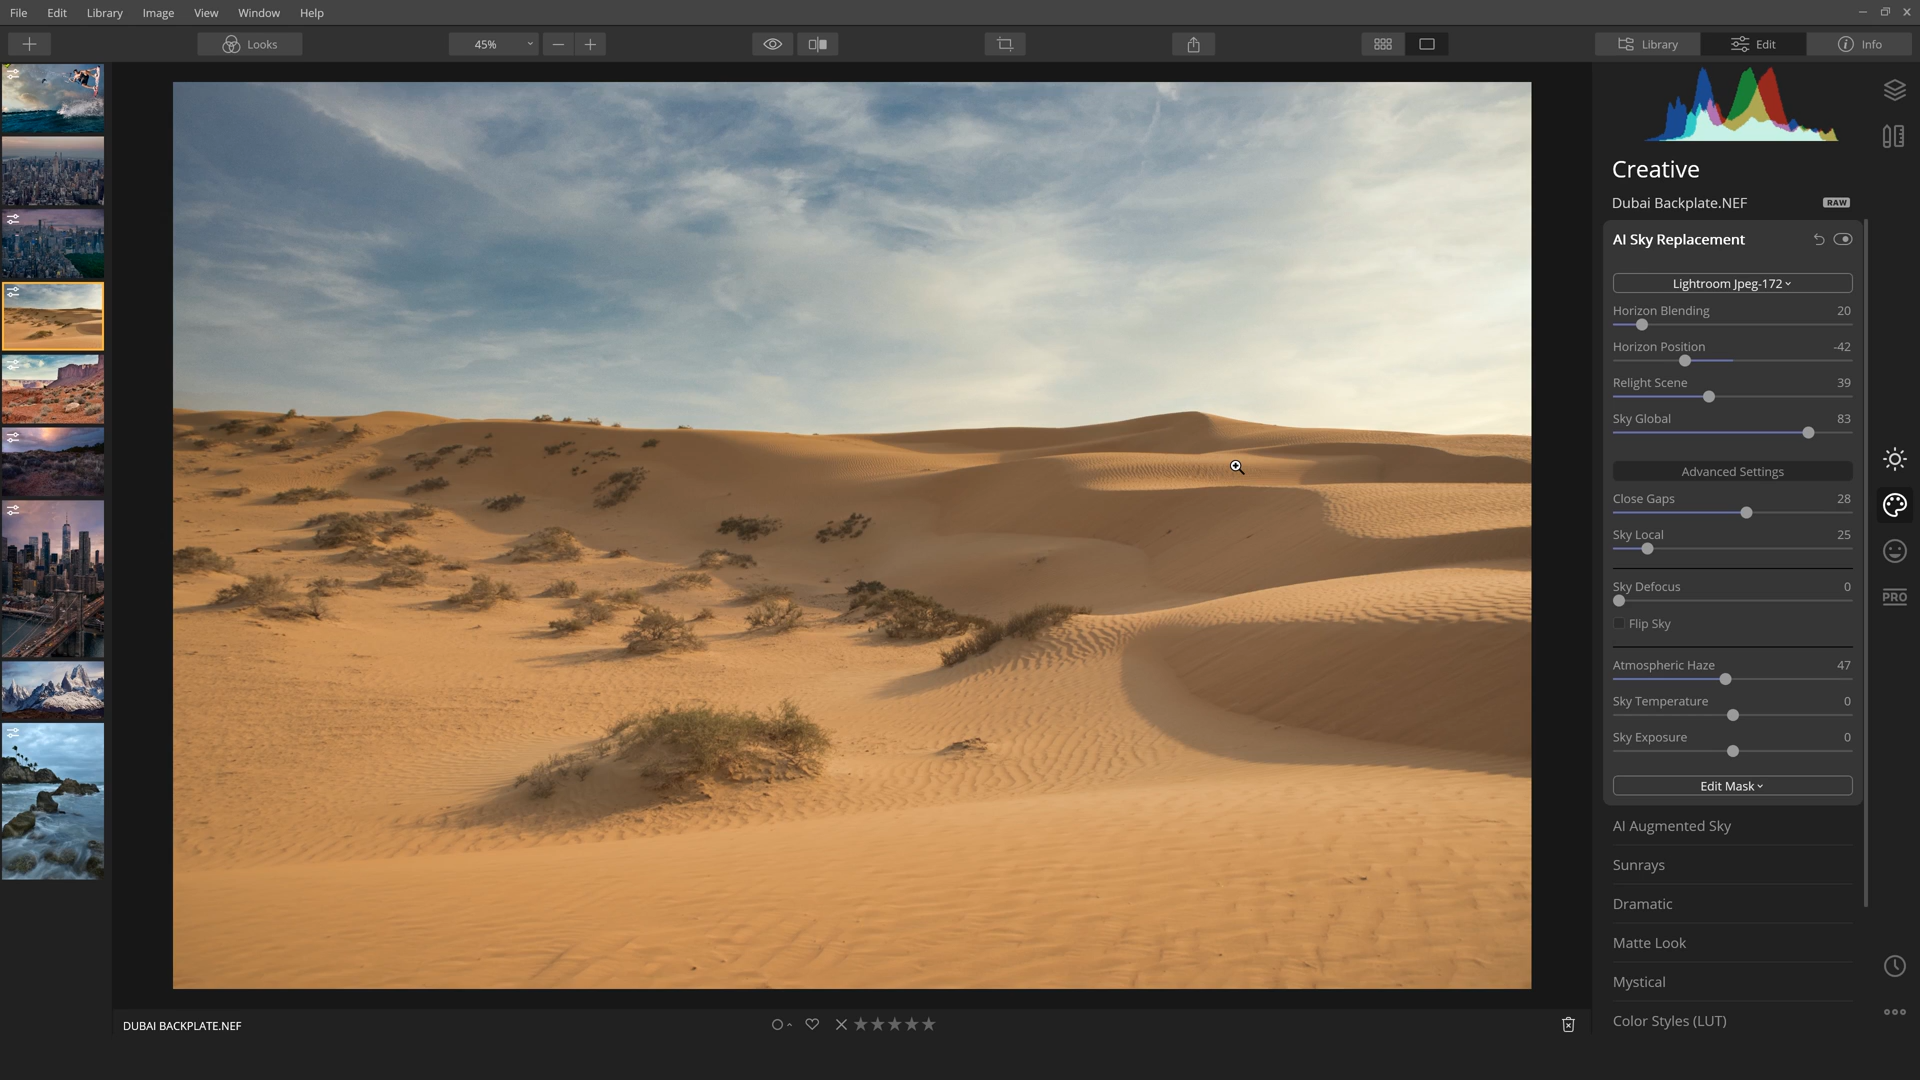 File Edit Library Image View Window Help
Looks 45% Library Edit Info
Creative
Dubai Backplate.NEF RAW
AI Sky Replacement
Lightroom Jpeg-172
Horizon Blending 20
Horizon Position -42
Relight Scene 39
Sky Global 83
Advanced Settings
Close Gaps 28
Sky Local 25
Sky Defocus 0
Flip Sky
Atmospheric Haze 47
Sky Temperature 0
Sky Exposure 0
Edit Mask
AI Augmented Sky
Sunrays
Dramatic
Matte Look
Mystical
Color Styles (LUT)
PRO
DUBAI BACKPLATE.NEF